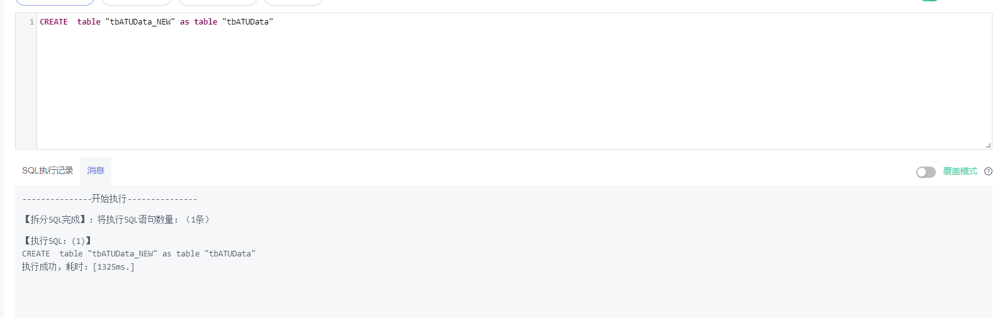 1 CREATE  table "tbATUData_NEW" as table "tbATUData"
SQL执行记录 消息 覆盖模式
---------------开始执行---------------
【拆分SQL完成】：将执行SQL语句数量：（1条）
【执行SQL：(1)】
CREATE  table "tbATUData_NEW" as table "tbATUData"
执行成功，耗时：[1325ms.]